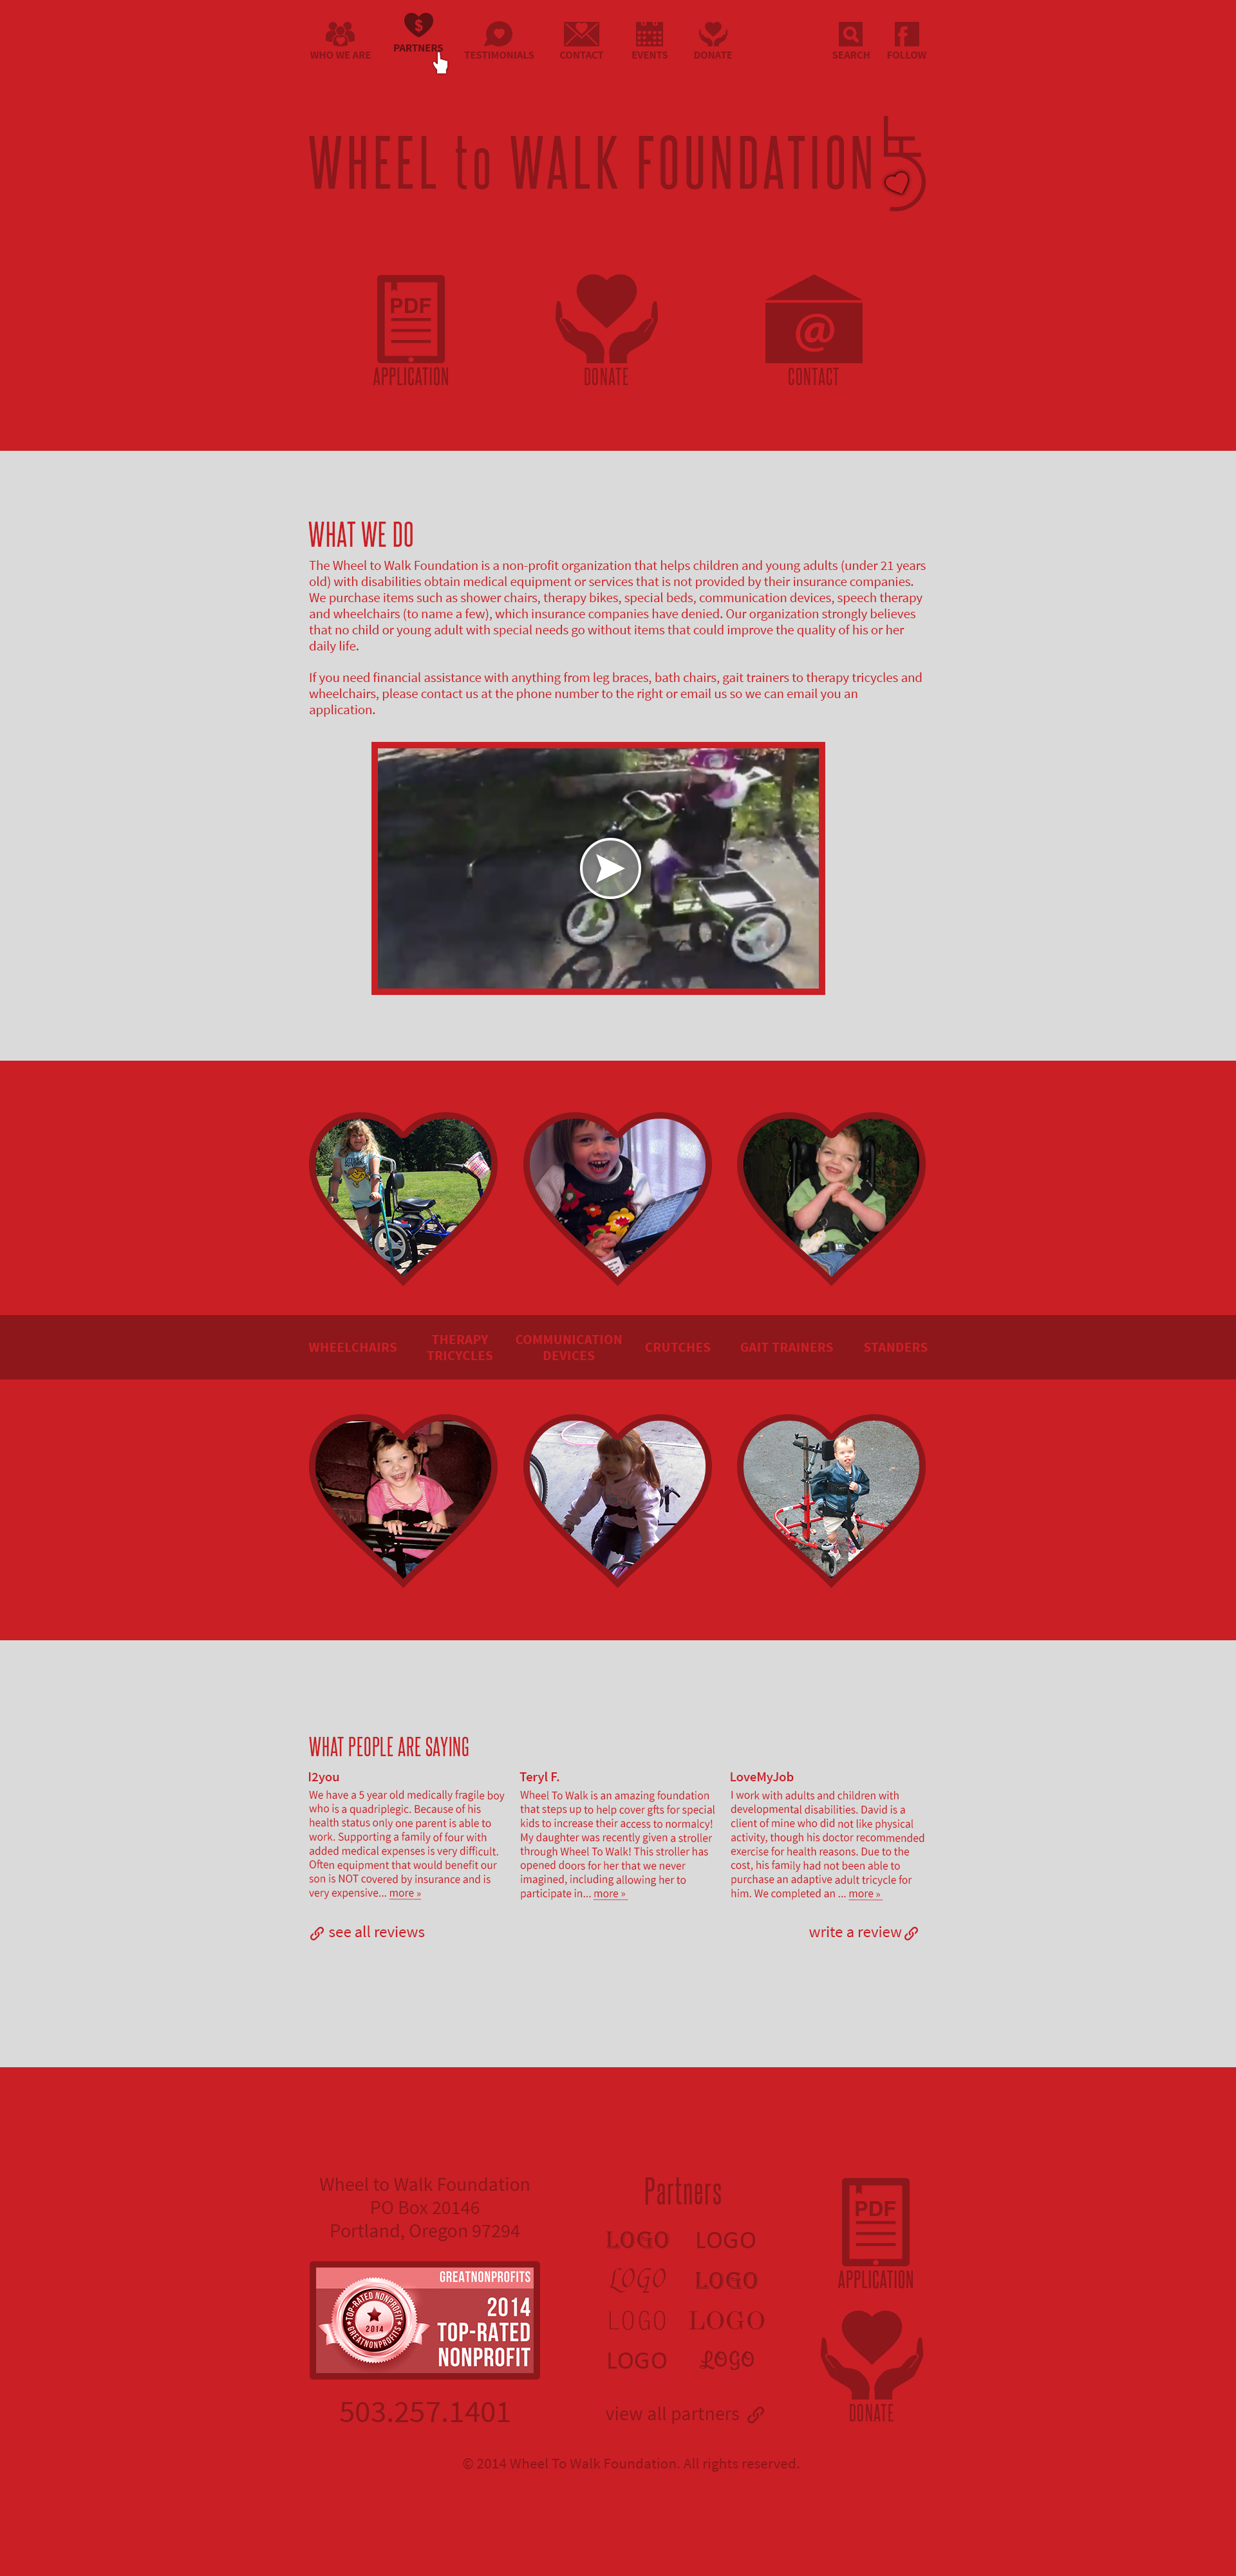 WHO WE ARE
$
PARTNERS
TESTIMONIALS
CONTACT
EVENTS
DONATE
SEARCH
FOLLOW
WHEEL to WALK FOUNDATION
PDF
APPLICATION
DONATE
@
CONTACT
WHAT WE DO
The Wheel to Walk Foundation is a non-profit organization that helps children and young adults (under 21 years
old) with disabilities obtain medical equipment or services that is not provided by their insurance companies.
We purchase items such as shower chairs, therapy bikes, special beds, communication devices, speech therapy
and wheelchairs (to name a few), which insurance companies have denied. Our organization strongly believes
that no child or young adult with special needs go without items that could improve the quality of his or her
daily life.
If you need financial assistance with anything from leg braces, bath chairs, gait trainers to therapy tricycles and
wheelchairs, please contact us at the phone number to the right or email us so we can email you an
application.
WHEELCHAIRS
THERAPY
TRICYCLES
COMMUNICATION
DEVICES
CRUTCHES
GAIT TRAINERS
STANDERS
WHAT PEOPLE ARE SAYING
I2you
We have a 5 year old medically fragile boy
who is a quadriplegic. Because of his
health status only one parent is able to
work. Supporting a family of four with
added medical expenses is very difficult.
Often equipment that would benefit our
son is NOT covered by insurance and is
very expensive... more »
Teryl F.
Wheel To Walk is an amazing foundation
that steps up to help cover gfts for special
kids to increase their access to normalcy!
My daughter was recently given a stroller
through Wheel To Walk! This stroller has
opened doors for her that we never
imagined, including allowing her to
participate in... more »
LoveMyJob
I work with adults and children with
developmental disabilities. David is a
client of mine who did not like physical
activity, though his doctor recommended
exercise for health reasons. Due to the
cost, his family had not been able to
purchase an adaptive adult tricycle for
him. We completed an ... more »
see all reviews
write a review
Wheel to Walk Foundation
PO Box 20146
Portland, Oregon 97294
GREATNONPROFITS
TOP-RATED NONPROFIT
2014
GREATNONPROFITS
2014
TOP-RATED
NONPROFIT
503.257.1401
Partners
LOGO LOGO
LOGO LOGO
LOGO LOGO
LOGO LOGO
view all partners
PDF
APPLICATION
DONATE
© 2014 Wheel To Walk Foundation. All rights reserved.